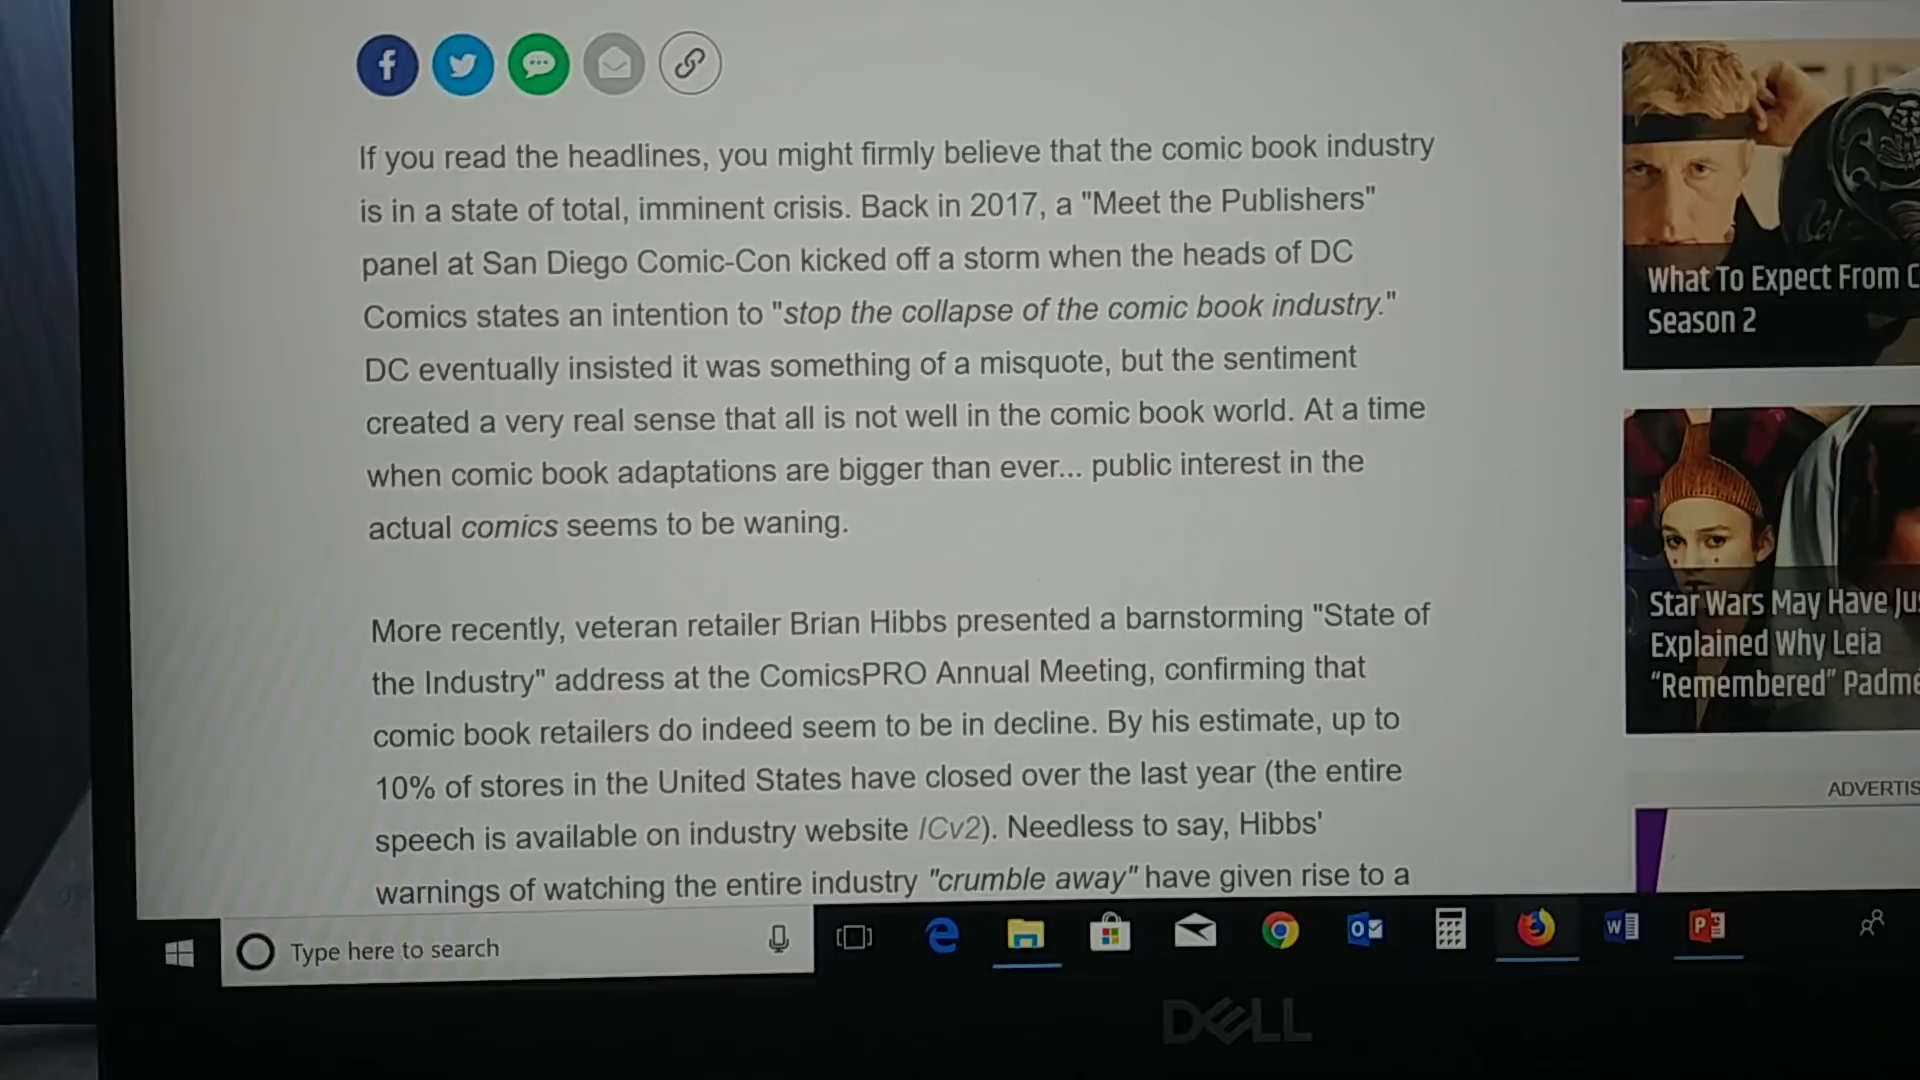 If you read the headlines, you might firmly believe that the comic book industry
is in a state of total, imminent crisis. Back in 2017, a "Meet the Publishers"
panel at San Diego Comic-Con kicked off a storm when the heads of DC
Comics states an intention to "stop the collapse of the comic book industry."
DC eventually insisted it was something of a misquote, but the sentiment
created a very real sense that all is not well in the comic book world. At a time
when comic book adaptations are bigger than ever... public interest in the
actual comics seems to be waning.
More recently, veteran retailer Brian Hibbs presented a barnstorming "State of
the Industry" address at the ComicsPRO Annual Meeting, confirming that
comic book retailers do indeed seem to be in decline. By his estimate, up to
10% of stores in the United States have closed over the last year (the entire
speech is available on industry website ICv2). Needless to say, Hibbs'
warnings of watching the entire industry "crumble away" have given rise to a
What To Expect From C
Season 2
Star Wars May Have Ju
Explained Why Leia
"Remembered" Padmé
ADVERTIS
Type here to search
DELL